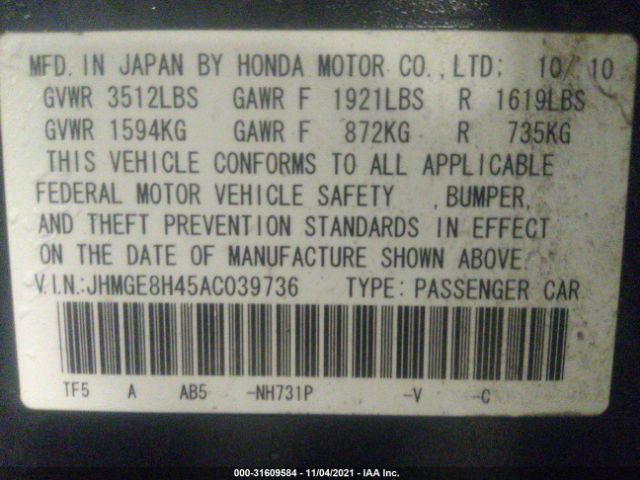 MFD. IN JAPAN BY HONDA MOTOR CO., LTD; 10/10
GVWR 3512LBS GAWR F 1921LBS R 1619LBS
GVWR 1594KG GAWR F 872KG R 735KG
THIS VEHICLE CONFORMS TO ALL APPLICABLE
FEDERAL MOTOR VEHICLE SAFETY , BUMPER,
AND THEFT PREVENTION STANDARDS IN EFFECT
ON THE DATE OF MANUFACTURE SHOWN ABOVE.
V.I.N.:JHMGE8H45AC039736 TYPE: PASSENGER CAR
TF5 A AB5 -NH731P -V -C
000-31609584 - 11/04/2021 - IAA Inc.